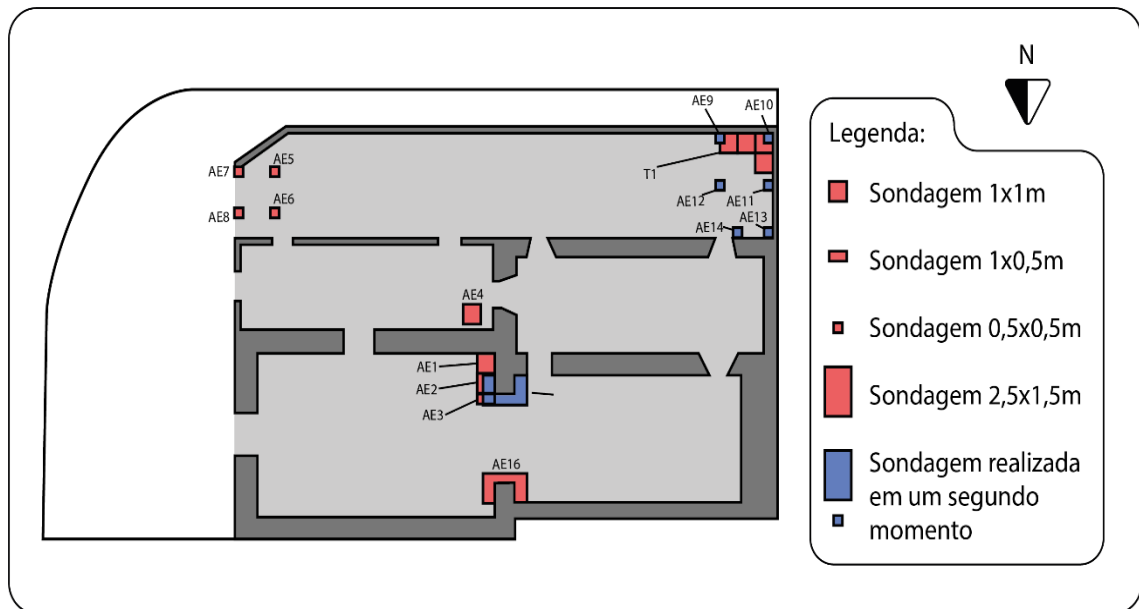 N
AE9
AE10
Legenda:
AE7
AE5
T1
Sondagem 1x1m
AE8
AE6
AE12
AE11
AE14
AE13
Sondagem 1x0,5m
AE4
Sondagem 0,5x0,5m
AE1
AE2
AE3
Sondagem 2,5x1,5m
AE16
Sondagem realizada
em um segundo
momento